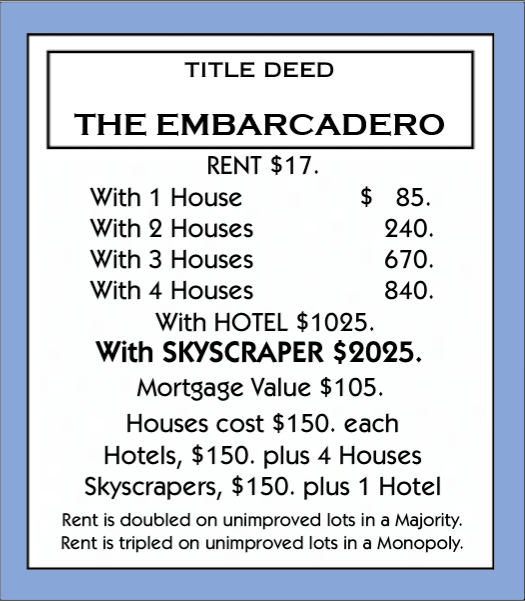 TITLE DEED
THE EMBARCADERO
RENT $17.
With 1 House $ 85.
With 2 Houses 240.
With 3 Houses 670.
With 4 Houses 840.
With HOTEL $1025.
With SKYSCRAPER $2025.
Mortgage Value $105.
Houses cost $150. each
Hotels, $150. plus 4 Houses
Skyscrapers, $150. plus 1 Hotel
Rent is doubled on unimproved lots in a Majority.
Rent is tripled on unimproved lots in a Monopoly.